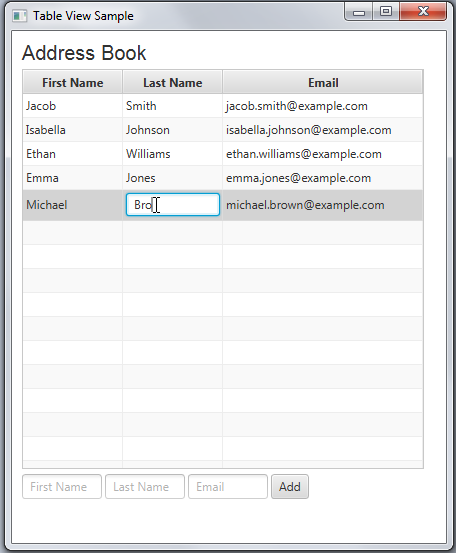 Table View Sample
Address Book
First Name Last Name Email
Jacob Smith jacob.smith@example.com
Isabella Johnson isabella.johnson@example.com
Ethan Williams ethan.williams@example.com
Emma Jones emma.jones@example.com
Michael Bro michael.brown@example.com
First Name Last Name Email Add